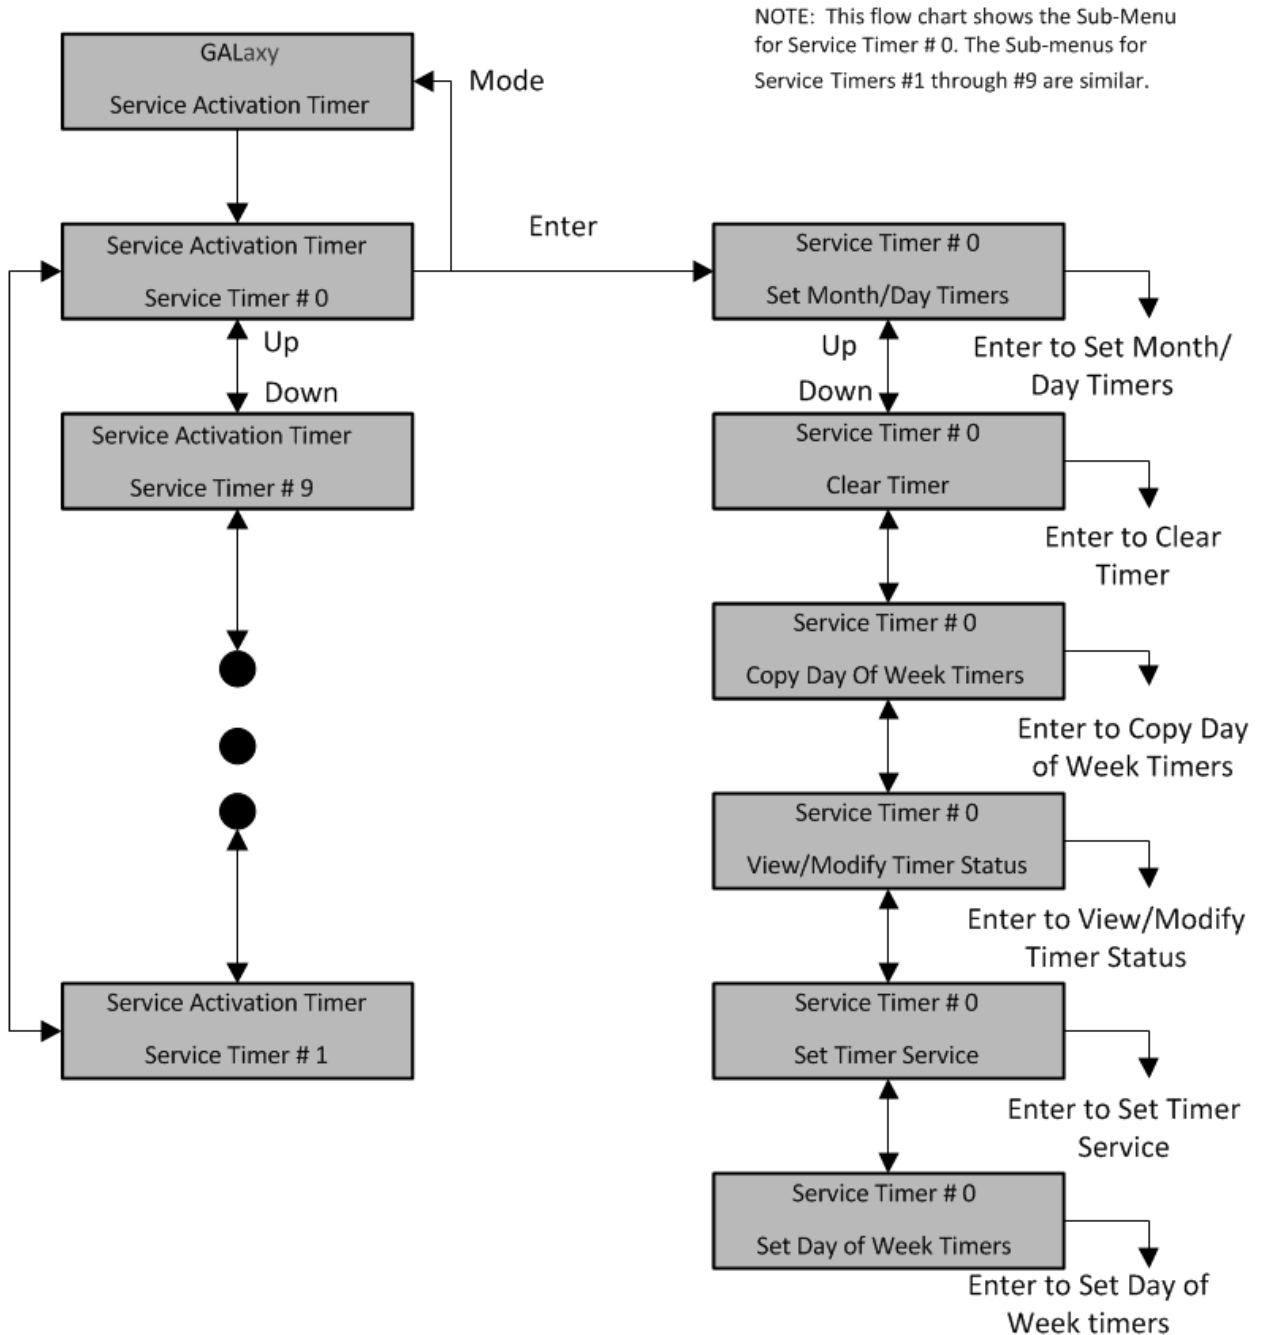 NOTE: This flow chart shows the Sub-Menu
for Service Timer # 0. The Sub-menus for
Service Timers #1 through #9 are similar.
GALaxy
Service Activation Timer
Mode
Service Activation Timer
Service Timer # 0
Enter
Up
Down
Service Activation Timer
Service Timer # 9
Service Activation Timer
Service Timer # 1
Service Timer # 0
Set Month/Day Timers
Enter to Set Month/
Day Timers
Up
Down
Service Timer # 0
Clear Timer
Enter to Clear
Timer
Service Timer # 0
Copy Day Of Week Timers
Enter to Copy Day
of Week Timers
Service Timer # 0
View/Modify Timer Status
Enter to View/Modify
Timer Status
Service Timer # 0
Set Timer Service
Enter to Set Timer
Service
Service Timer # 0
Set Day of Week Timers
Enter to Set Day of
Week timers